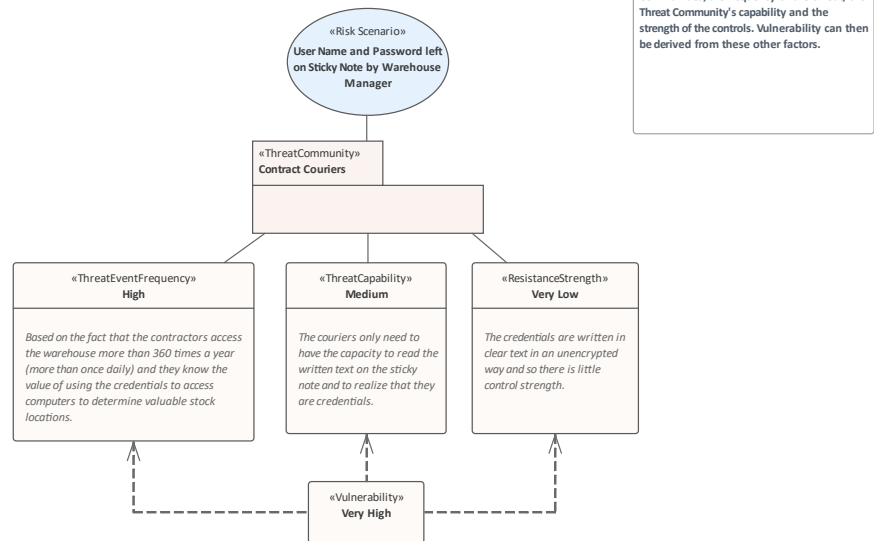 Threat Community's capability and the
strength of the controls. Vulnerability can then
be derived from these other factors.
«Risk Scenario»
User Name and Password left
on Sticky Note by Warehouse
Manager
«ThreatCommunity»
Contract Couriers
«ThreatEventFrequency»
High
Based on the fact that the contractors access
the warehouse more than 360 times a year
(more than once daily) and they know the
value of using the credentials to access
computers to determine valuable stock
locations.
«ThreatCapability»
Medium
The couriers only need to
have the capacity to read the
written text on the sticky
note and to realize that they
are credentials.
«ResistanceStrength»
Very Low
The credentials are written in
clear text in an unencrypted
way and so there is little
control strength.
«Vulnerability»
Very High